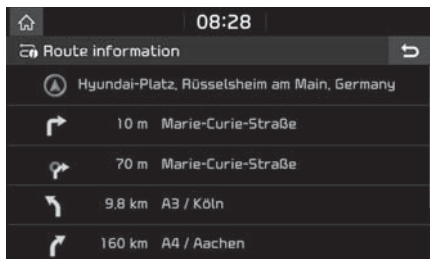 08:28
Route information
Hyundai-Platz, Rüsselsheim am Main, Germany
10 m Marie-Curie-Straße
70 m Marie-Curie-Straße
9,8 km A3 / Köln
160 km A4 / Aachen